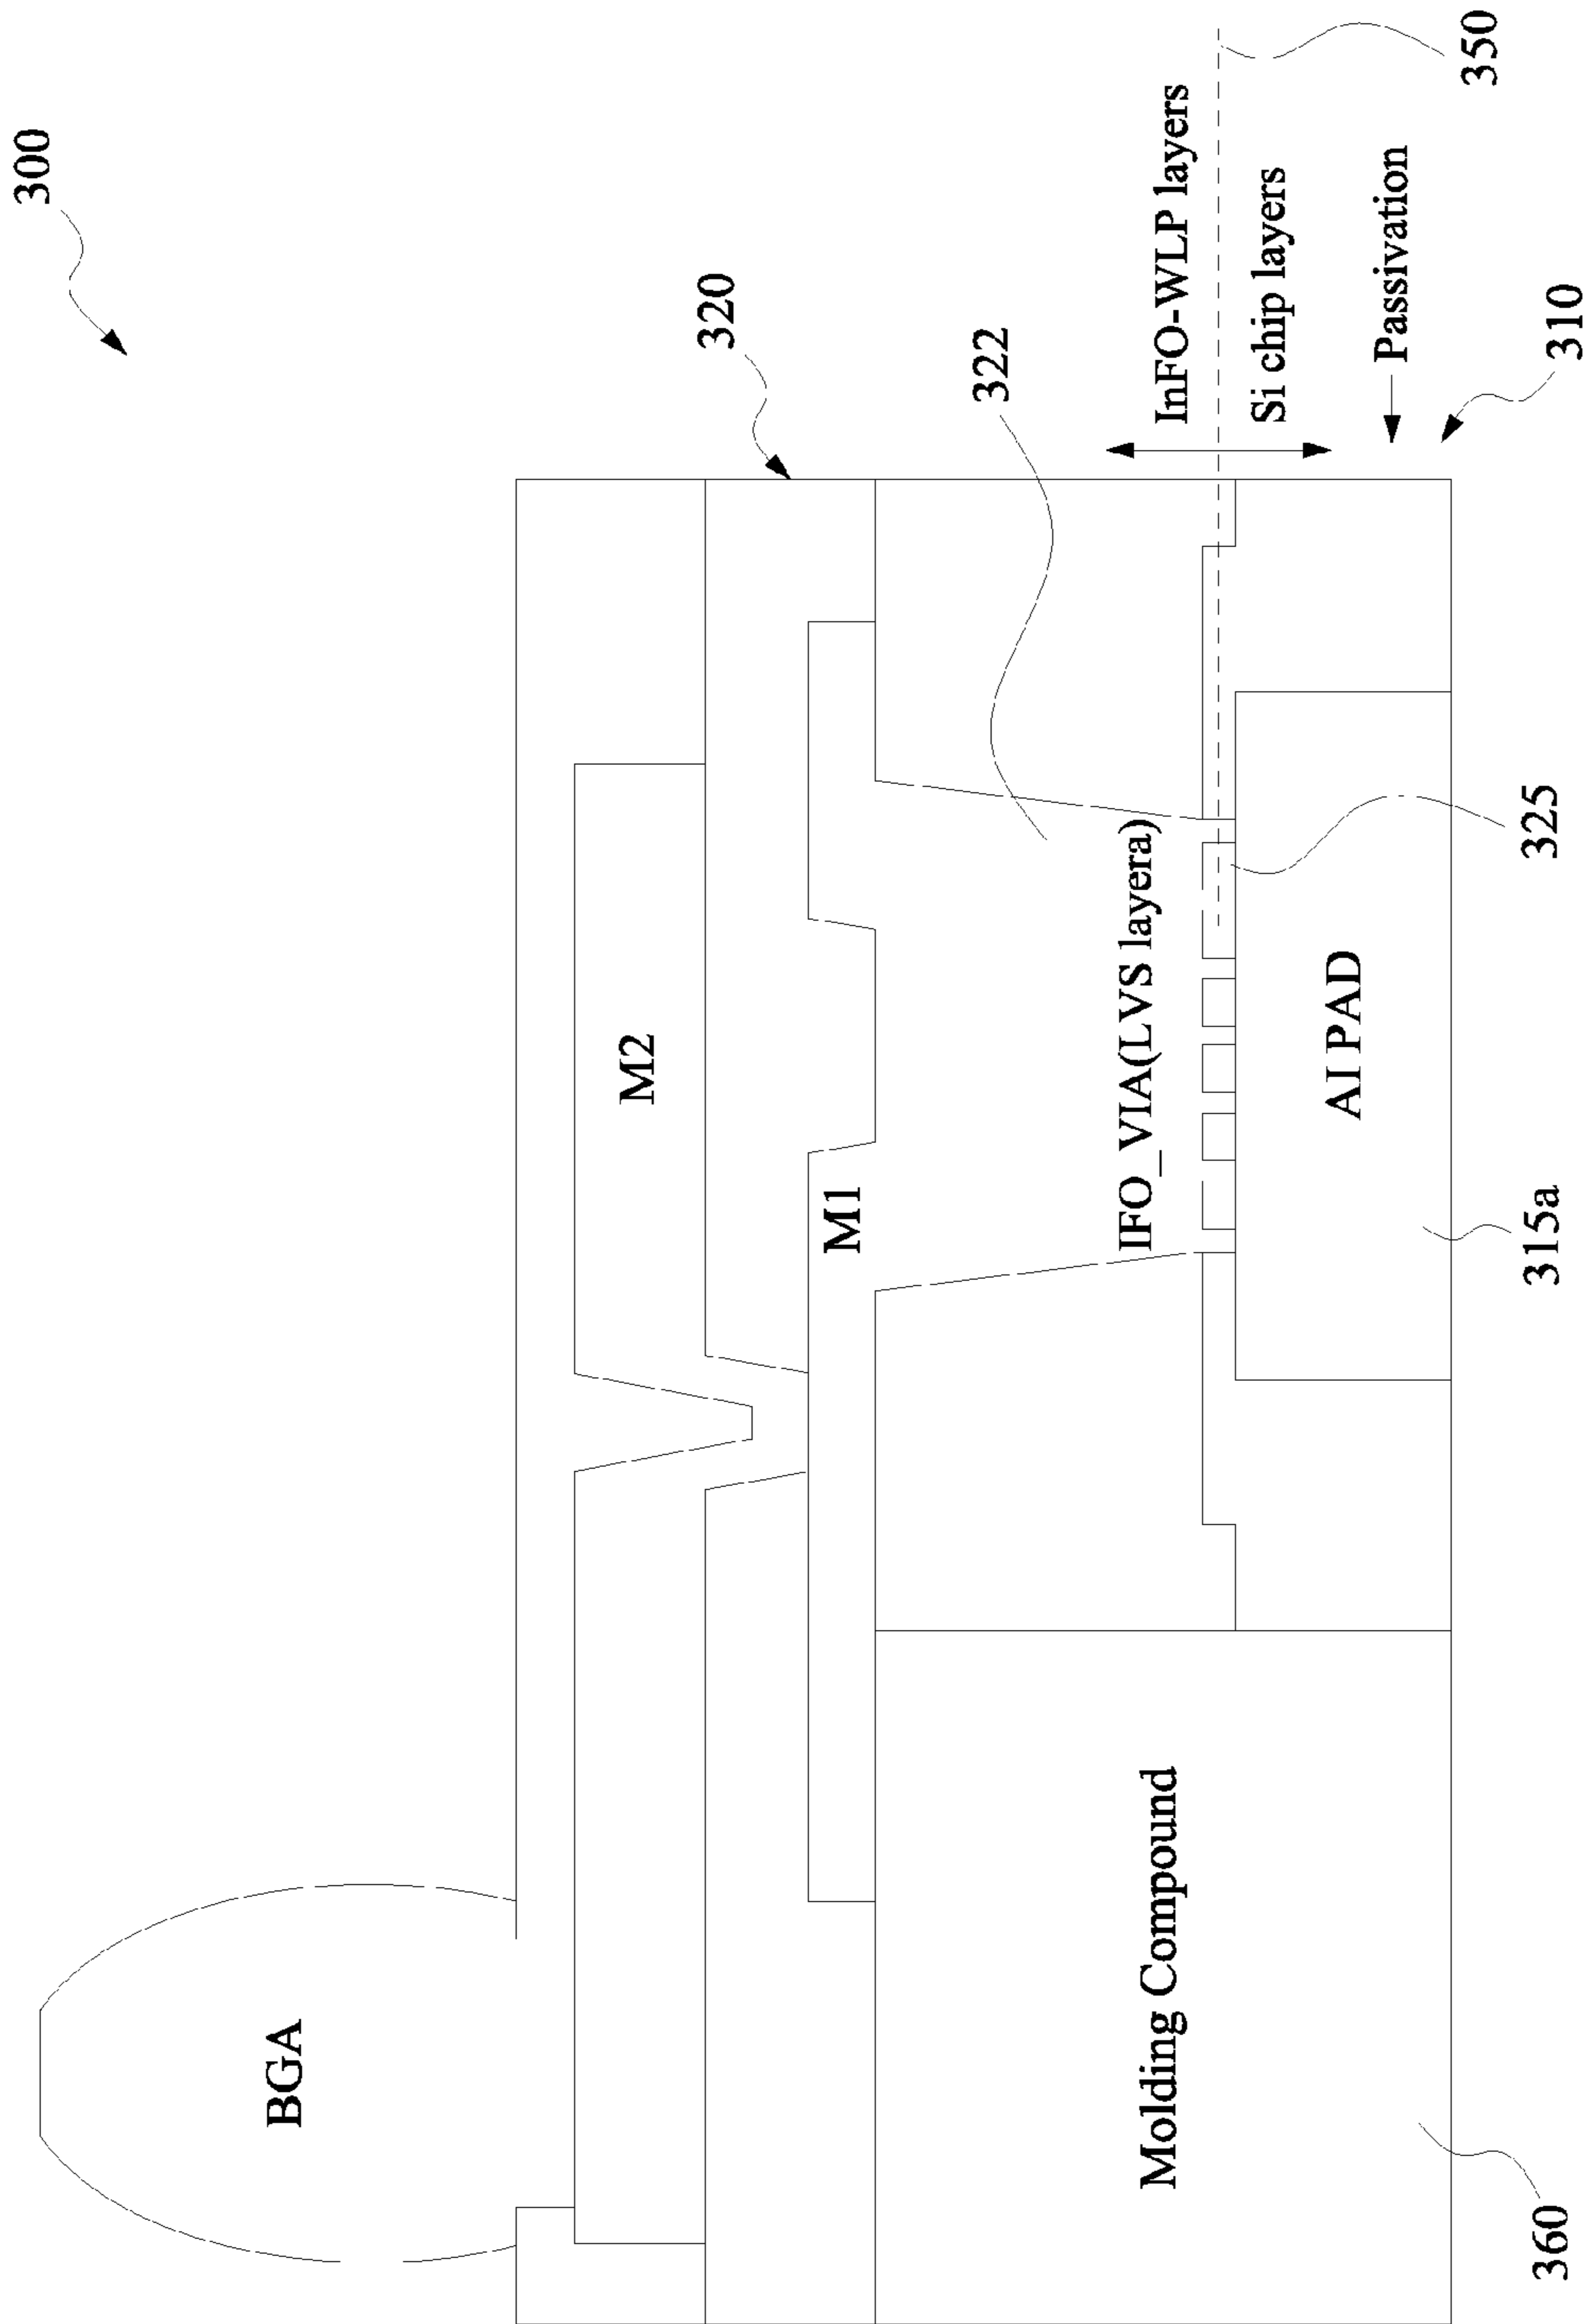 300
BGA
M2
320
M1
322
IFO_VIA(LVS layera)
InFO-WLP layers
Si chip layers
350
Molding Compound
AI PAD
Passivation
360
315a
325
310